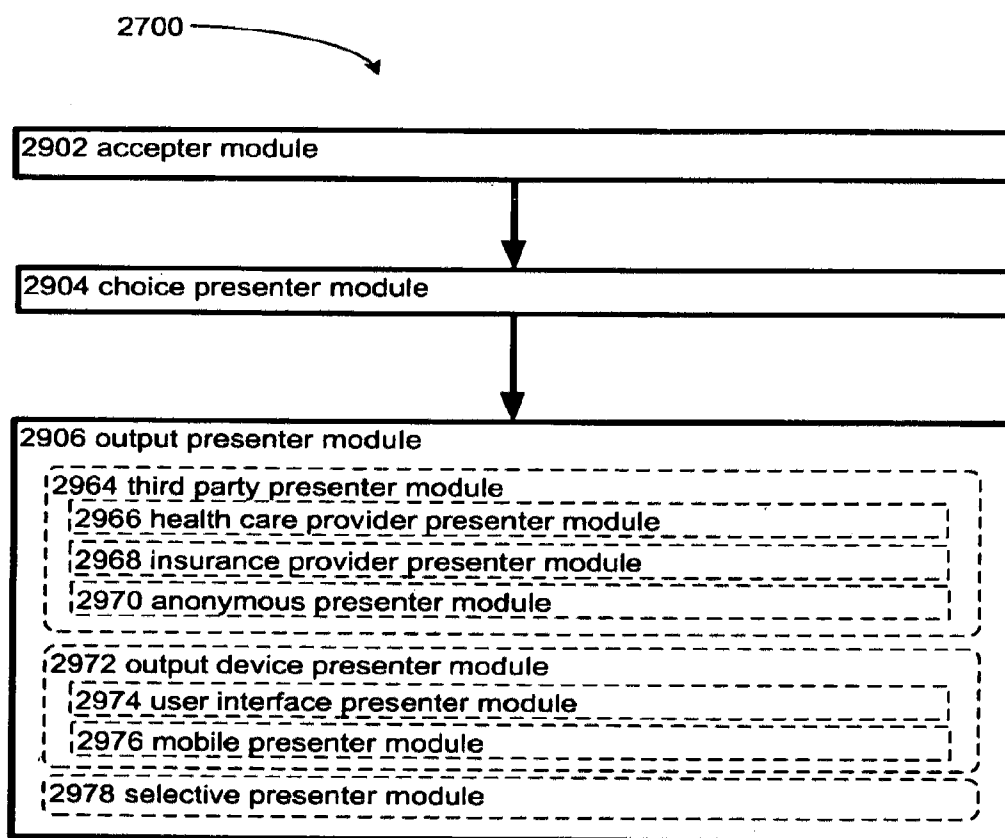 2700
2902 accepter module
2904 choice presenter module
2906 output presenter module
2964 third party presenter module
2966 health care provider presenter module
2968 insurance provider presenter module
2970 anonymous presenter module
2972 output device presenter module
2974 user interface presenter module
2976 mobile presenter module
2978 selective presenter module